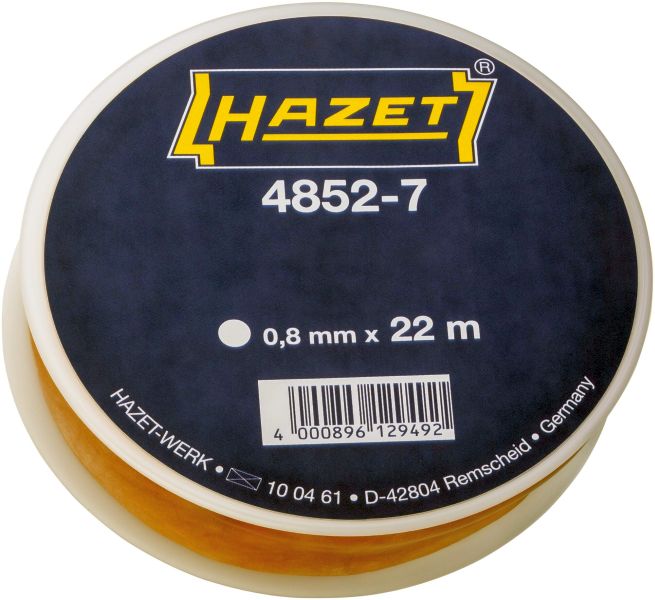 HAZET®
4852-7
0,8 mm x 22 m
4 000896 129492
HAZET-WERK • 10 04 61 • D-42804 Remscheid • Germany